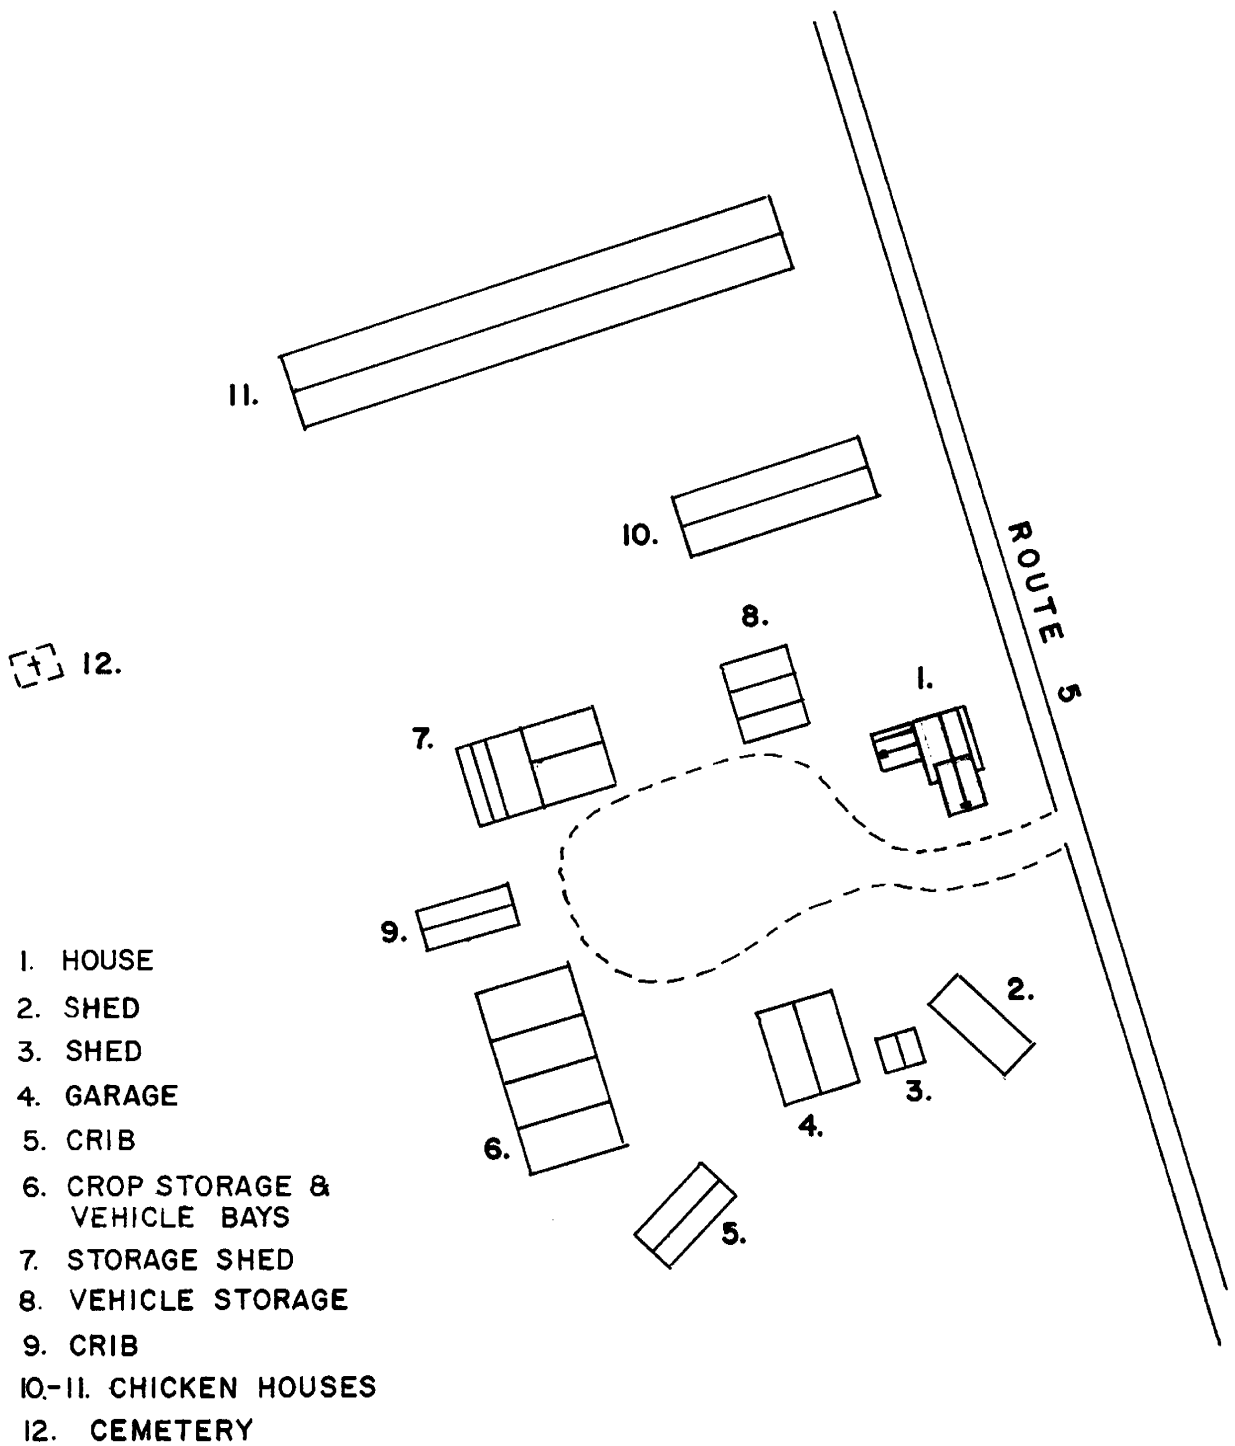 11.
10.
ROUTE 5
8.
12.
1.
7.
9.
2.
3.
4.
6.
5.
1. HOUSE
2. SHED
3. SHED
4. GARAGE
5. CRIB
6. CROP STORAGE &
VEHICLE BAYS
7. STORAGE SHED
8. VEHICLE STORAGE
9. CRIB
10.-11. CHICKEN HOUSES
12. CEMETERY